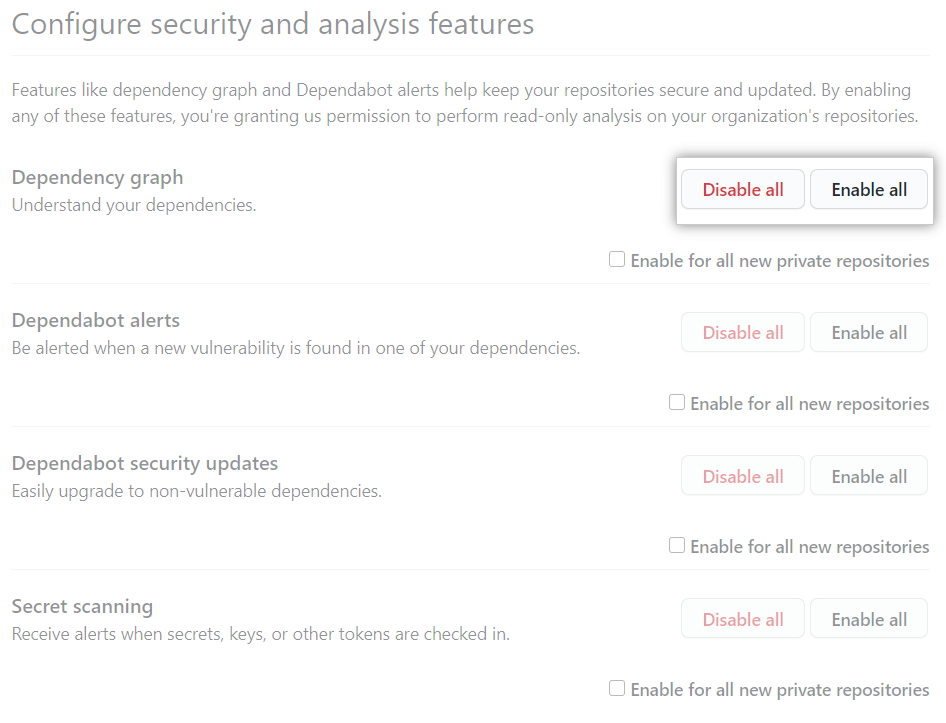 Configure security and analysis features
Features like dependency graph and Dependabot alerts help keep your repositories secure and updated. By enabling
any of these features, you're granting us permission to perform read-only analysis on your organization's repositories.
Dependency graph
Understand your dependencies.
Disable all Enable all
Enable for all new private repositories
Dependabot alerts
Be alerted when a new vulnerability is found in one of your dependencies.
Disable all Enable all
Enable for all new repositories
Dependabot security updates
Easily upgrade to non-vulnerable dependencies.
Disable all Enable all
Enable for all new repositories
Secret scanning
Receive alerts when secrets, keys, or other tokens are checked in.
Disable all Enable all
Enable for all new private repositories